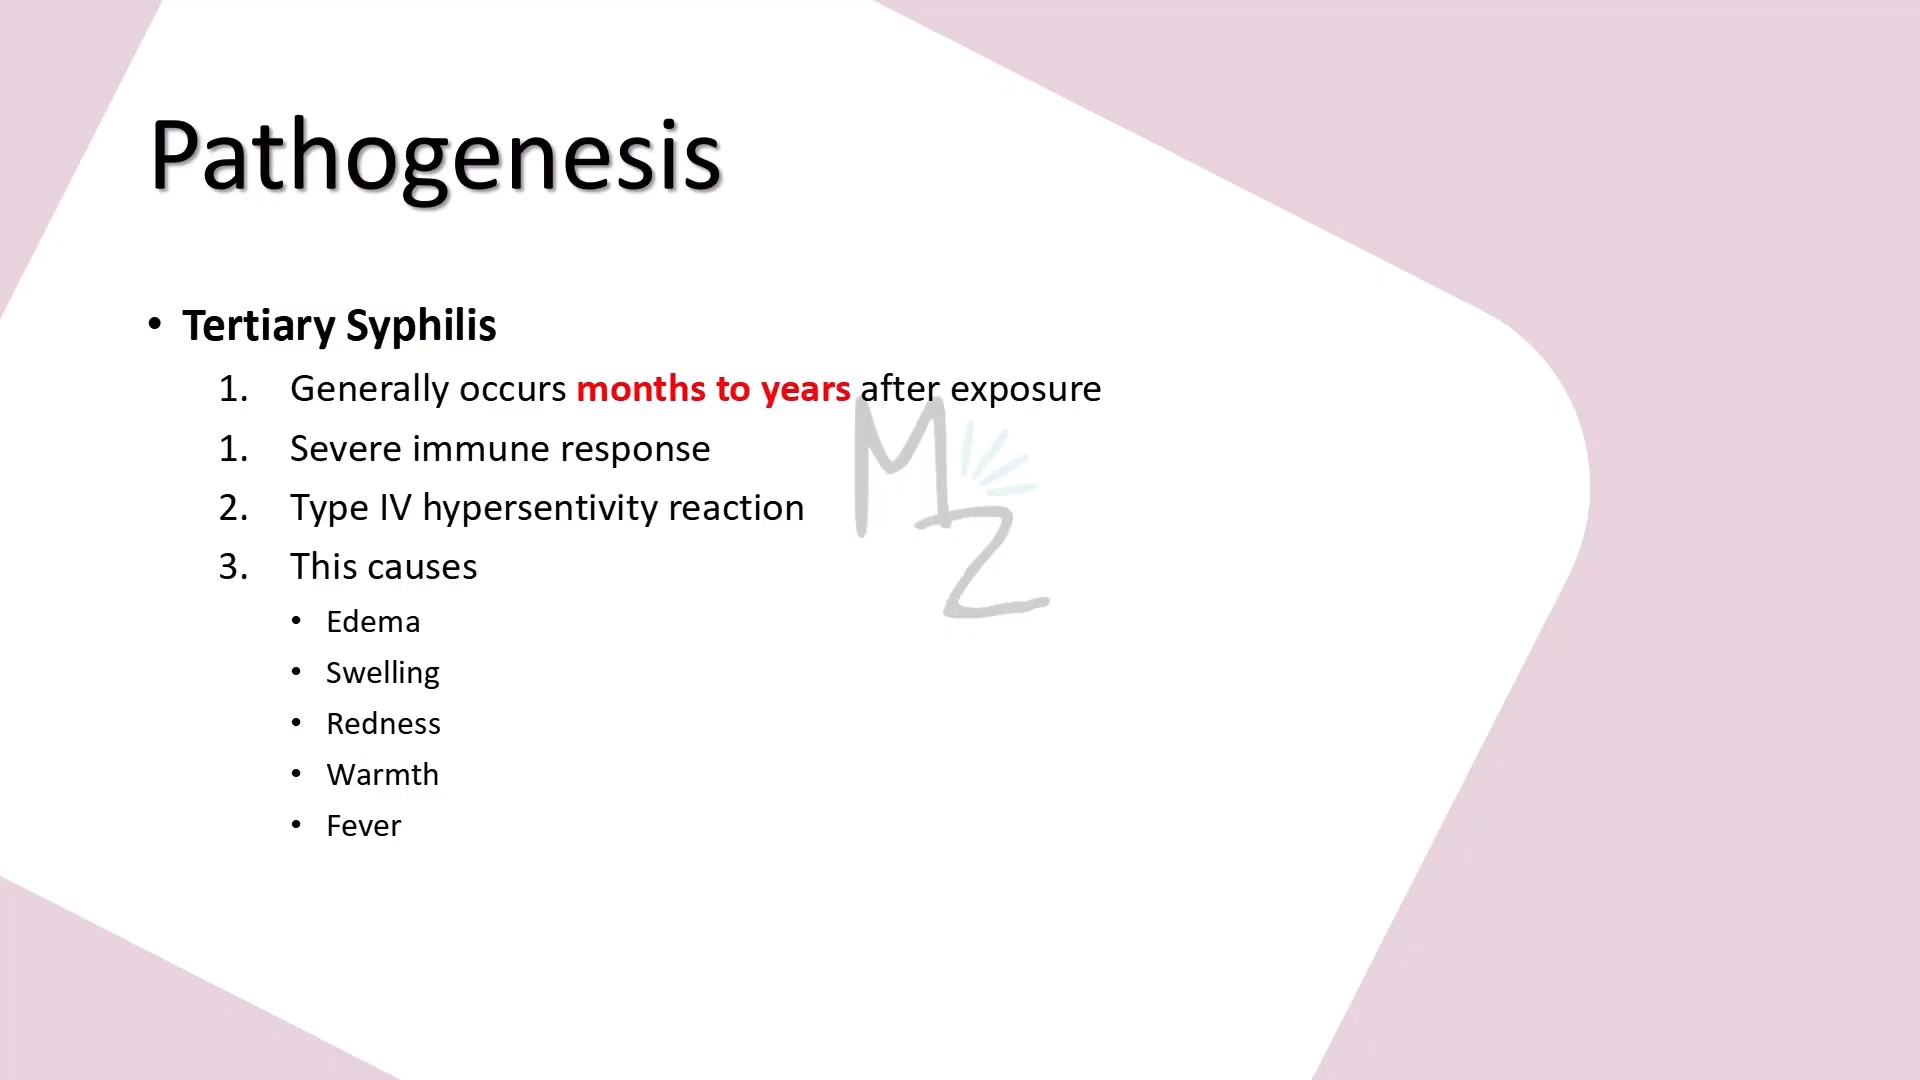 Pathogenesis
• Tertiary Syphilis
1. Generally occurs months to years after exposure
1. Severe immune response
2. Type IV hypersentivity reaction
3. This causes
• Edema
• Swelling
• Redness
• Warmth
• Fever
MZ